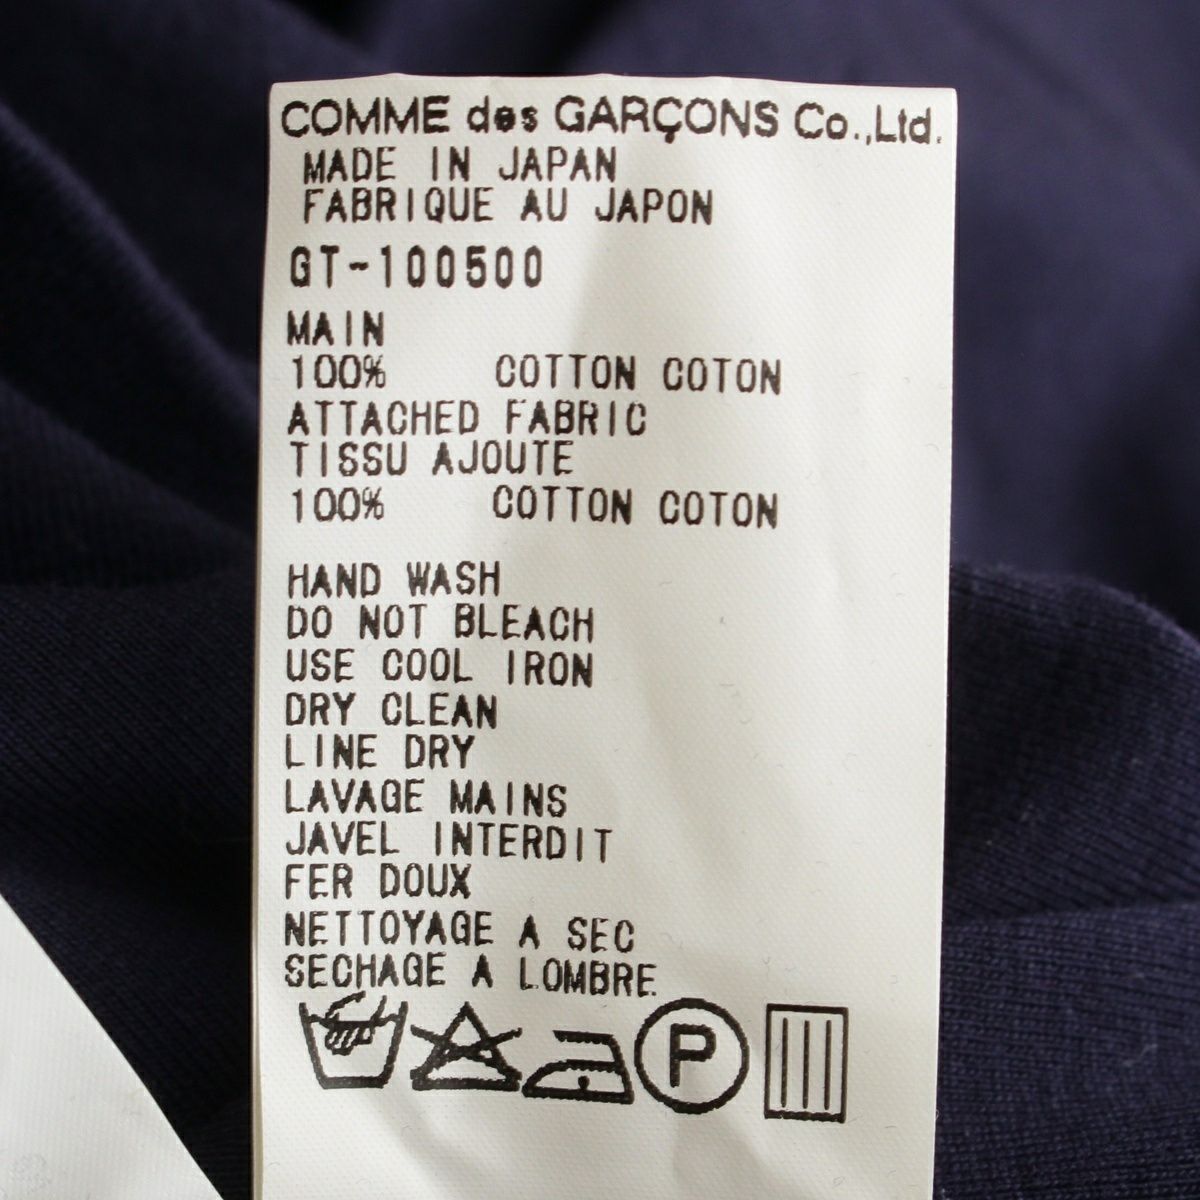 COMME des GARÇONS Co.,Ltd.
MADE IN JAPAN
FABRIQUE AU JAPON
GT-100500
MAIN
100% COTTON COTON
ATTACHED FABRIC
TISSU AJOUTE
100% COTTON COTON
HAND WASH
DO NOT BLEACH
USE COOL IRON
DRY CLEAN
LINE DRY
LAVAGE MAINS
JAVEL INTERDIT
FER DOUX
NETTOYAGE A SEC
SECHAGE A LOMBRE
P